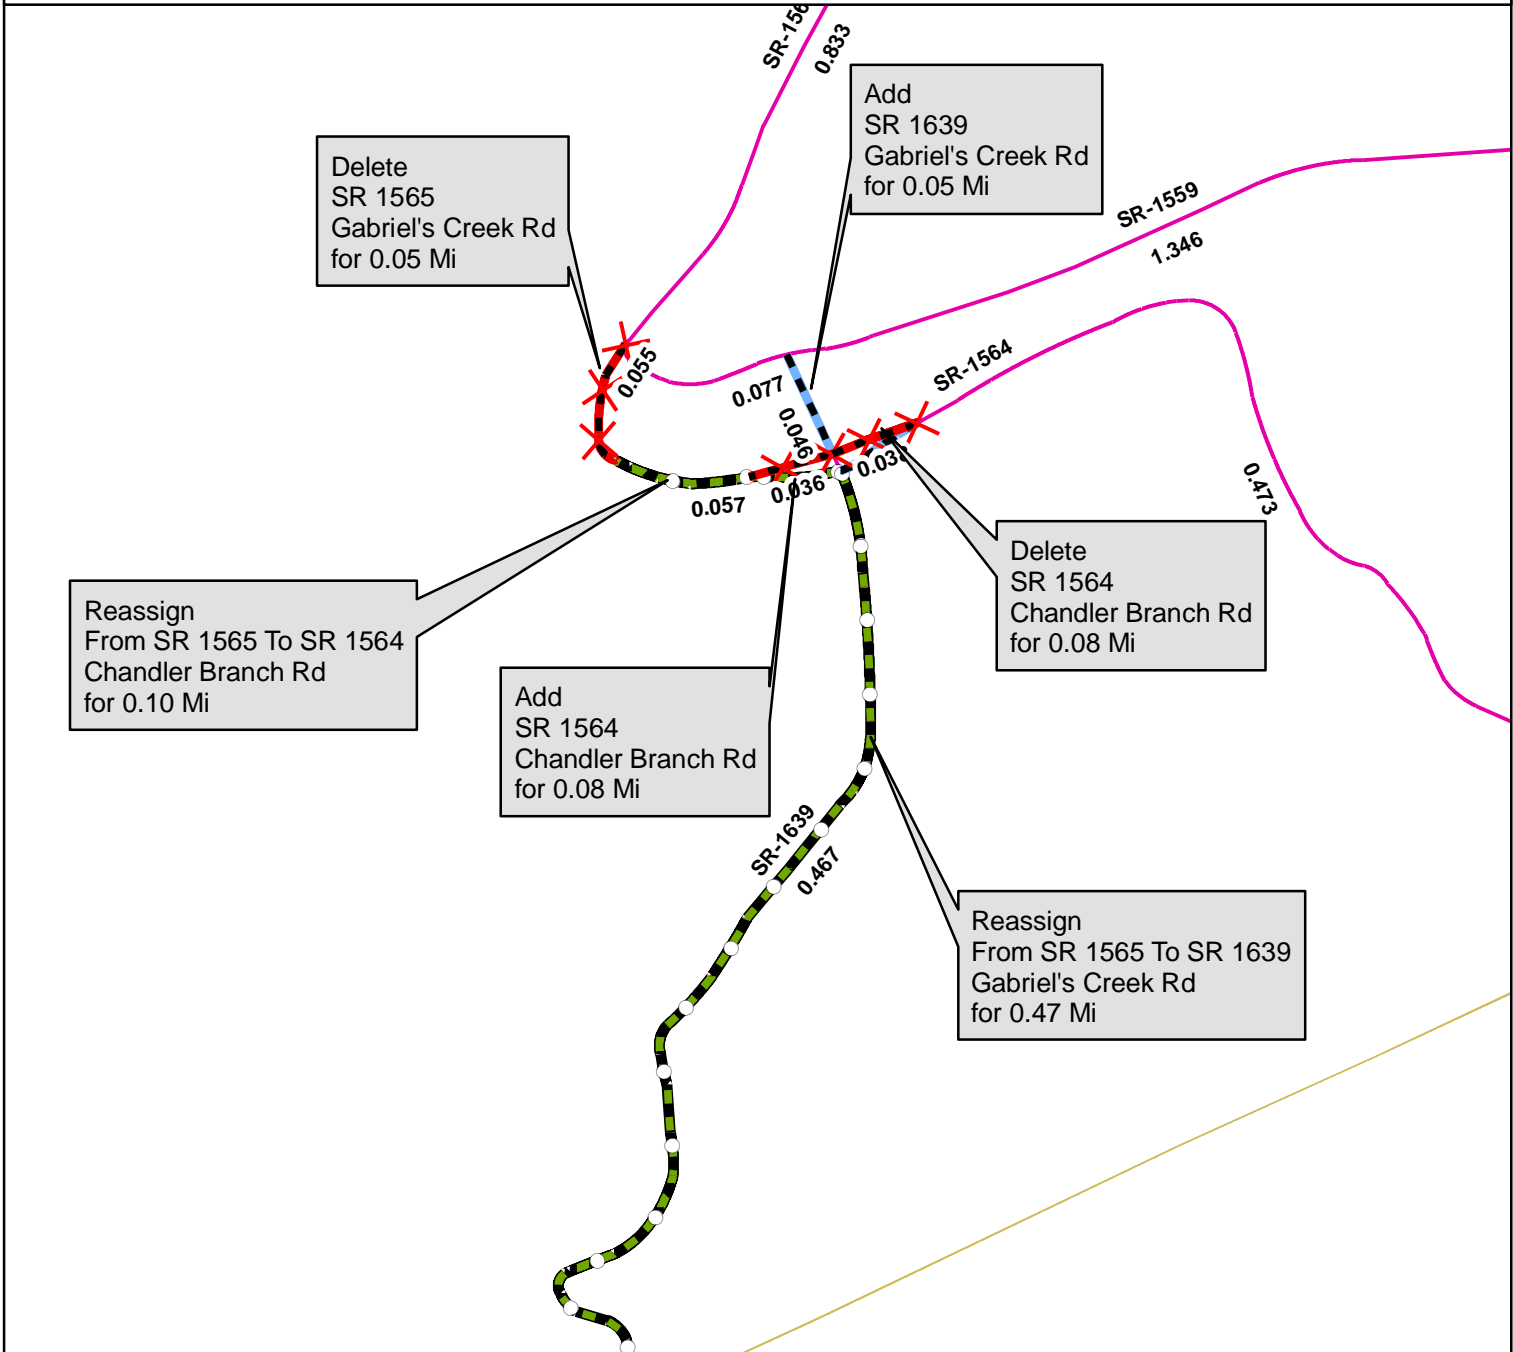 SR-156
0.833
Add
SR 1639
Gabriel's Creek Rd
for 0.05 Mi
Delete
SR 1565
Gabriel's Creek Rd
for 0.05 Mi
SR-1559
1.346
SR-1564
0.055
0.077
0.046
0.036
0.057
0.473
Delete
SR 1564
Chandler Branch Rd
for 0.08 Mi
Reassign
From SR 1565 To SR 1564
Chandler Branch Rd
for 0.10 Mi
Add
SR 1564
Chandler Branch Rd
for 0.08 Mi
SR-1639
0.467
Reassign
From SR 1565 To SR 1639
Gabriel's Creek Rd
for 0.47 Mi